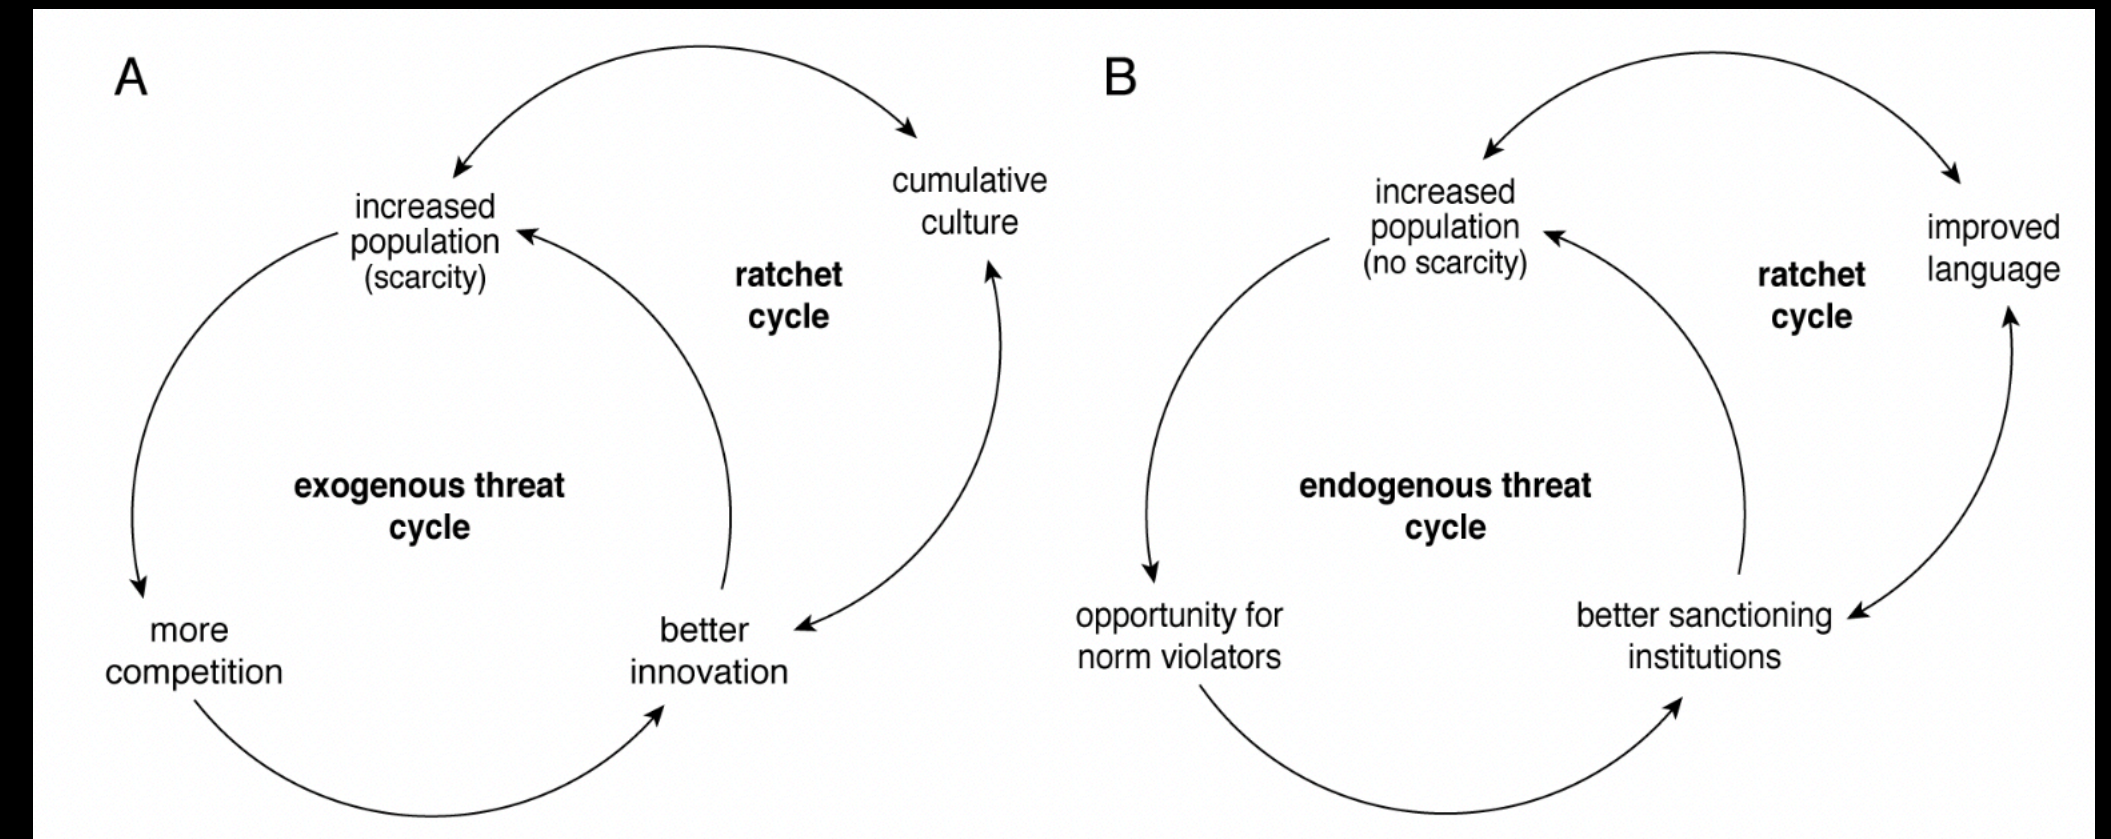 A
increased
population
(scarcity)
cumulative
culture
ratchet
cycle
exogenous threat
cycle
more
competition
better
innovation
B
increased
population
(no scarcity)
improved
language
ratchet
cycle
endogenous threat
cycle
opportunity for
norm violators
better sanctioning
institutions